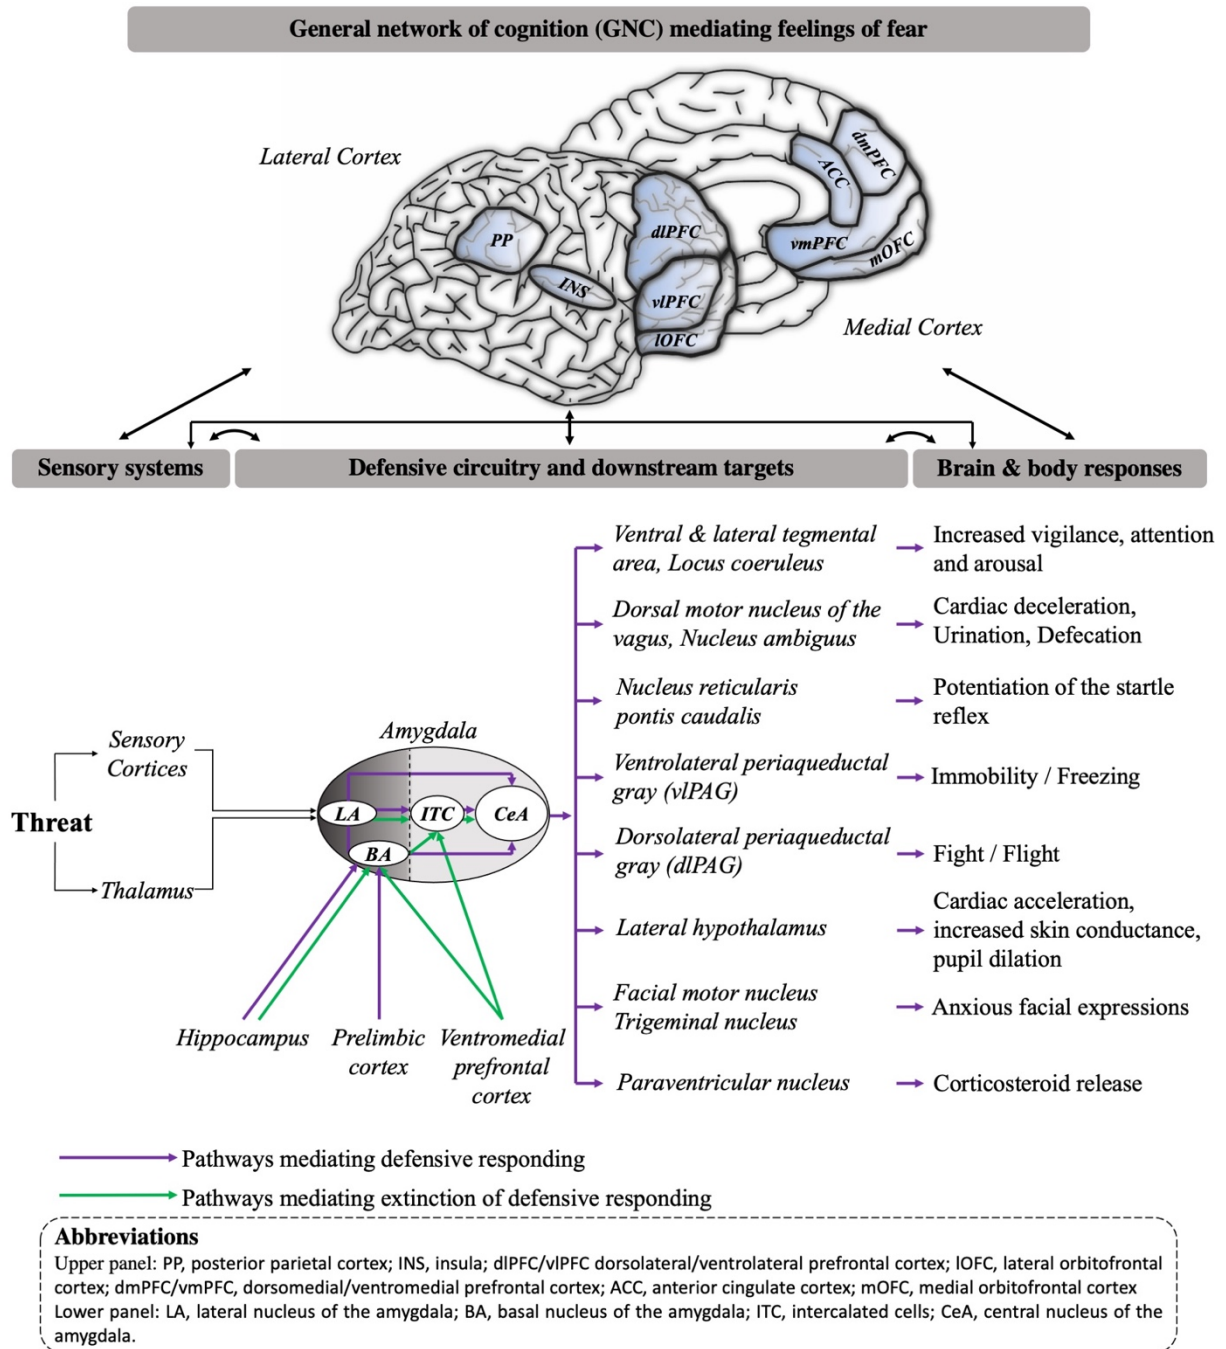 General network of cognition (GNC) mediating feelings of fear
Lateral Cortex
dmPFC
ACC
PP
dlPFC
vmPFC
mOFC
INS
vlPFC
lOFC
Medial Cortex
Sensory systems
Defensive circuitry and downstream targets
Brain & body responses
Ventral & lateral tegmental
area, Locus coeruleus
Increased vigilance, attention
and arousal
Dorsal motor nucleus of the
vagus, Nucleus ambiguus
Cardiac deceleration,
Urination, Defecation
Nucleus reticularis
pontis caudalis
Potentiation of the startle
reflex
Sensory
Cortices
Amygdala
Ventrolateral periaqueductal
gray (vlPAG)
Immobility / Freezing
Threat
LA
ITC
CeA
BA
Dorsolateral periaqueductal
gray (dlPAG)
Fight / Flight
Thalamus
Lateral hypothalamus
Cardiac acceleration,
increased skin conductance,
pupil dilation
Hippocampus
Prelimbic
cortex
Ventromedial
prefrontal
cortex
Facial motor nucleus
Trigeminal nucleus
Anxious facial expressions
Paraventricular nucleus
Corticosteroid release
Pathways mediating defensive responding
Pathways mediating extinction of defensive responding
Abbreviations
Upper panel: PP, posterior parietal cortex; INS, insula; dlPFC/vlPFC dorsolateral/ventrolateral prefrontal cortex; lOFC, lateral orbitofrontal
cortex; dmPFC/vmPFC, dorsomedial/ventromedial prefrontal cortex; ACC, anterior cingulate cortex; mOFC, medial orbitofrontal cortex
Lower panel: LA, lateral nucleus of the amygdala; BA, basal nucleus of the amygdala; ITC, intercalated cells; CeA, central nucleus of the
amygdala.